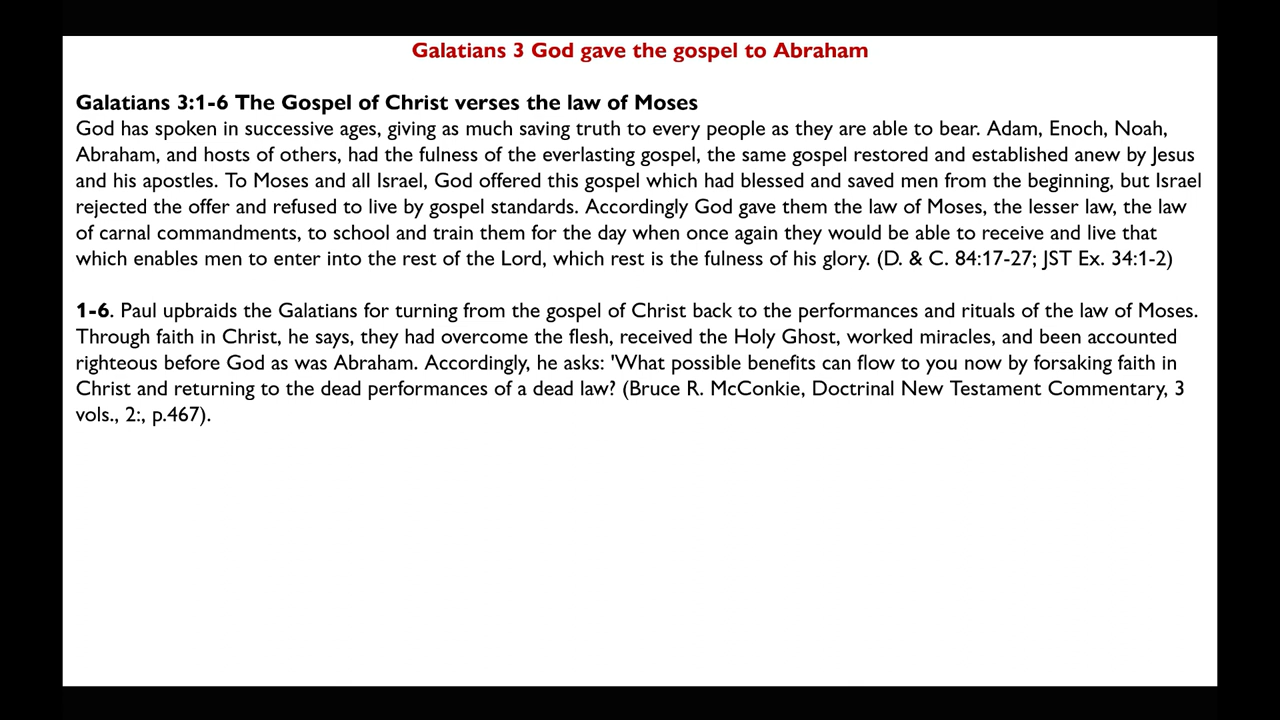 Galatians 3 God gave the gospel to Abraham
Galatians 3:1-6 The Gospel of Christ verses the law of Moses
God has spoken in successive ages, giving as much saving truth to every people as they are able to bear. Adam, Enoch, Noah,
Abraham, and hosts of others, had the fulness of the everlasting gospel, the same gospel restored and established anew by Jesus
and his apostles. To Moses and all Israel, God offered this gospel which had blessed and saved men from the beginning, but Israel
rejected the offer and refused to live by gospel standards. Accordingly God gave them the law of Moses, the lesser law, the law
of carnal commandments, to school and train them for the day when once again they would be able to receive and live that
which enables men to enter into the rest of the Lord, which rest is the fulness of his glory. (D. & C. 84:17-27; JST Ex. 34:1-2)
1-6. Paul upbraids the Galatians for turning from the gospel of Christ back to the performances and rituals of the law of Moses.
Through faith in Christ, he says, they had overcome the flesh, received the Holy Ghost, worked miracles, and been accounted
righteous before God as was Abraham. Accordingly, he asks: 'What possible benefits can flow to you now by forsaking faith in
Christ and returning to the dead performances of a dead law? (Bruce R. McConkie, Doctrinal New Testament Commentary, 3
vols., 2:, p.467).